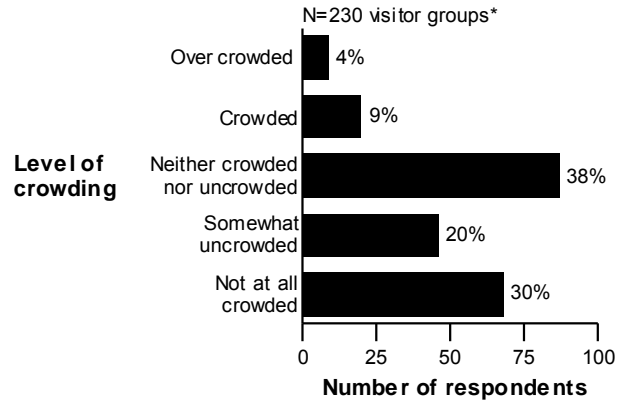 N=230 visitor groups*
Over crowded
4%
Crowded
9%
Level of
crowding
Neither crowded
nor uncrowded
38%
Somewhat
uncrowded
20%
Not at all
crowded
30%
0
25
50
75
100
Number of respondents